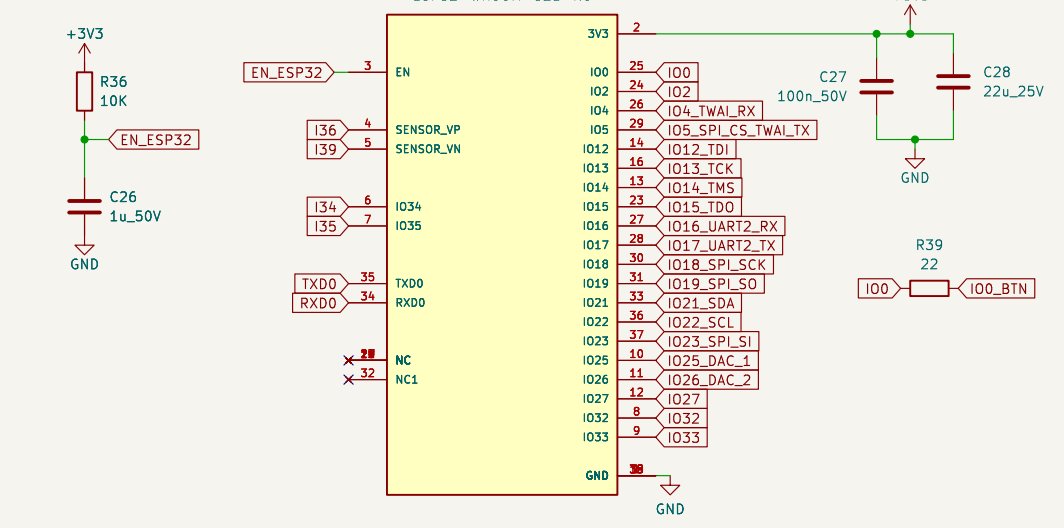 +3V3
R36
10K
EN_ESP32
C26
1u_50V
GND
EN_ESP32
3
EN
I36
4
SENSOR_VP
I39
5
SENSOR_VN
I34
6
IO34
I35
7
IO35
TXD0
35
TXD0
RXD0
34
RXD0
NC
32
NC1
3V3
2
IO0
25
IO0
IO2
24
IO2
IO4
26
IO4_TWAI_RX
IO5
29
IO5_SPI_CS_TWAI_TX
IO12
14
IO12_TDI
IO13
16
IO13_TCK
IO14
13
IO14_TMS
IO15
23
IO15_TDO
IO16
27
IO16_UART2_RX
IO17
28
IO17_UART2_TX
IO18
30
IO18_SPI_SCK
IO19
31
IO19_SPI_SO
IO21
33
IO21_SDA
IO22
36
IO22_SCL
IO23
37
IO23_SPI_SI
IO25
10
IO25_DAC_1
IO26
11
IO26_DAC_2
IO27
12
IO27
IO32
8
IO32
IO33
9
IO33
GND
GND
C27
100n_50V
C28
22u_25V
GND
R39
22
IO0
IO0_BTN